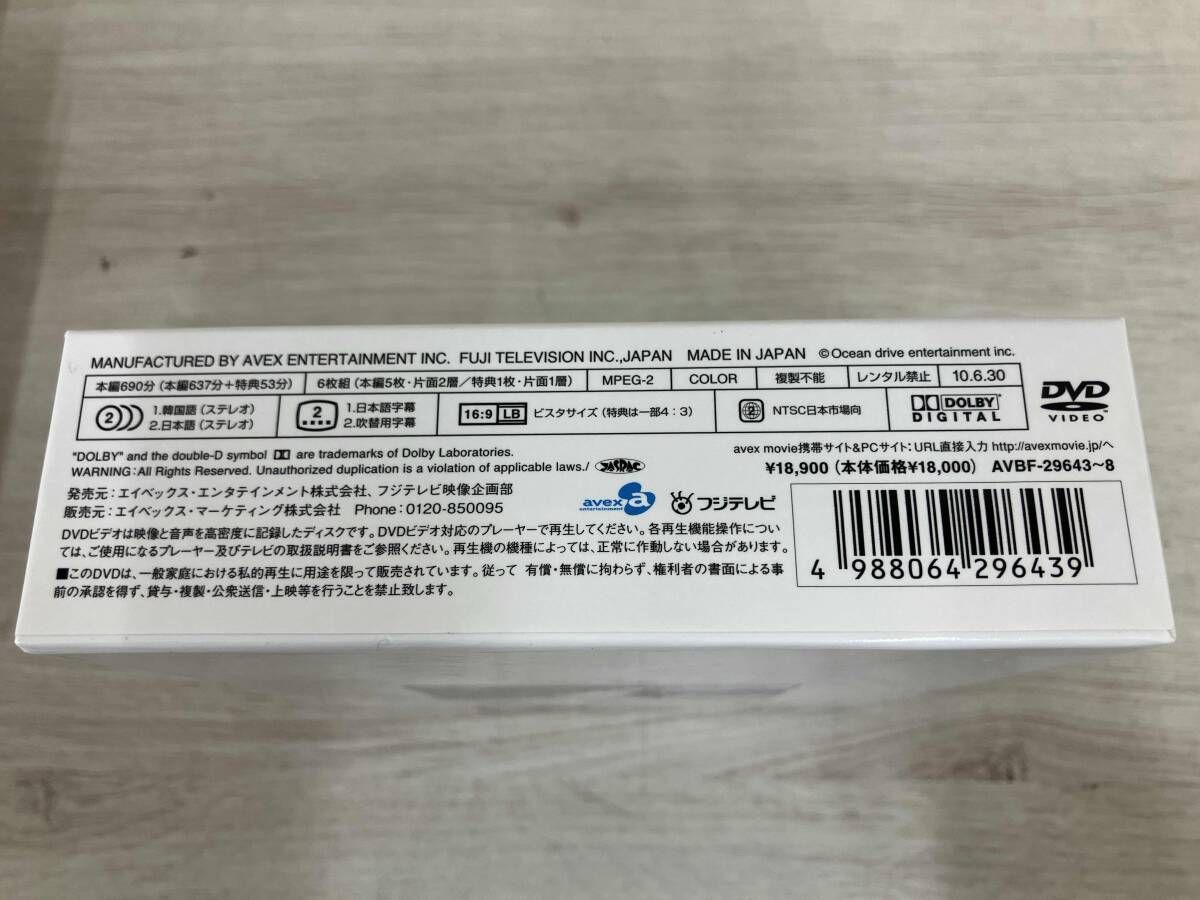 MANUFACTURED BY AVEX ENTERTAINMENT INC. FUJI TELEVISION INC.,JAPAN MADE IN JAPAN ©Ocean drive entertainment inc.
本編690分(本編637分+特典53分) 6枚組(本編5枚・片面2層/特典1枚・片面1層) MPEG-2 COLOR 複製不能 レンタル禁止 10.6.30
2 1.韓国語(ステレオ)
2.日本語(ステレオ)
2 1.日本語字幕
2.吹替用字幕
16:9 LB ビスタサイズ(特典は一部4:3)
2 NTSC日本市場向
DOLBY
DIGITAL
DVD
VIDEO
"DOLBY" and the double-D symbol are trademarks of Dolby Laboratories.
WARNING:All Rights Reserved. Unauthorized duplication is a violation of applicable laws./ JASRAC
avex movie携帯サイト&PCサイト:URL直接入力 http://avexmovie.jp/へ
¥18,900(本体価格¥18,000) AVBF-29643~8
発売元:エイベックス・エンタテインメント株式会社、フジテレビ映像企画部
販売元:エイベックス・マーケティング株式会社 Phone:0120-850095
avex
entertainment
フジテレビ
DVDビデオは映像と音声を高密度に記録したディスクです。DVDビデオ対応のプレーヤーで再生してください。各再生機能操作につい
ては、ご使用になるプレーヤー及びテレビの取扱説明書をご参照ください。再生機の機種によっては、正常に作動しない場合があります。
■このDVDは、一般家庭における私的再生に用途を限って販売されています。従って 有償・無償に拘わらず、権利者の書面による事
前の承認を得ず、貸与・複製・公衆送信・上映等を行うことを禁止致します。
4 988064 296439